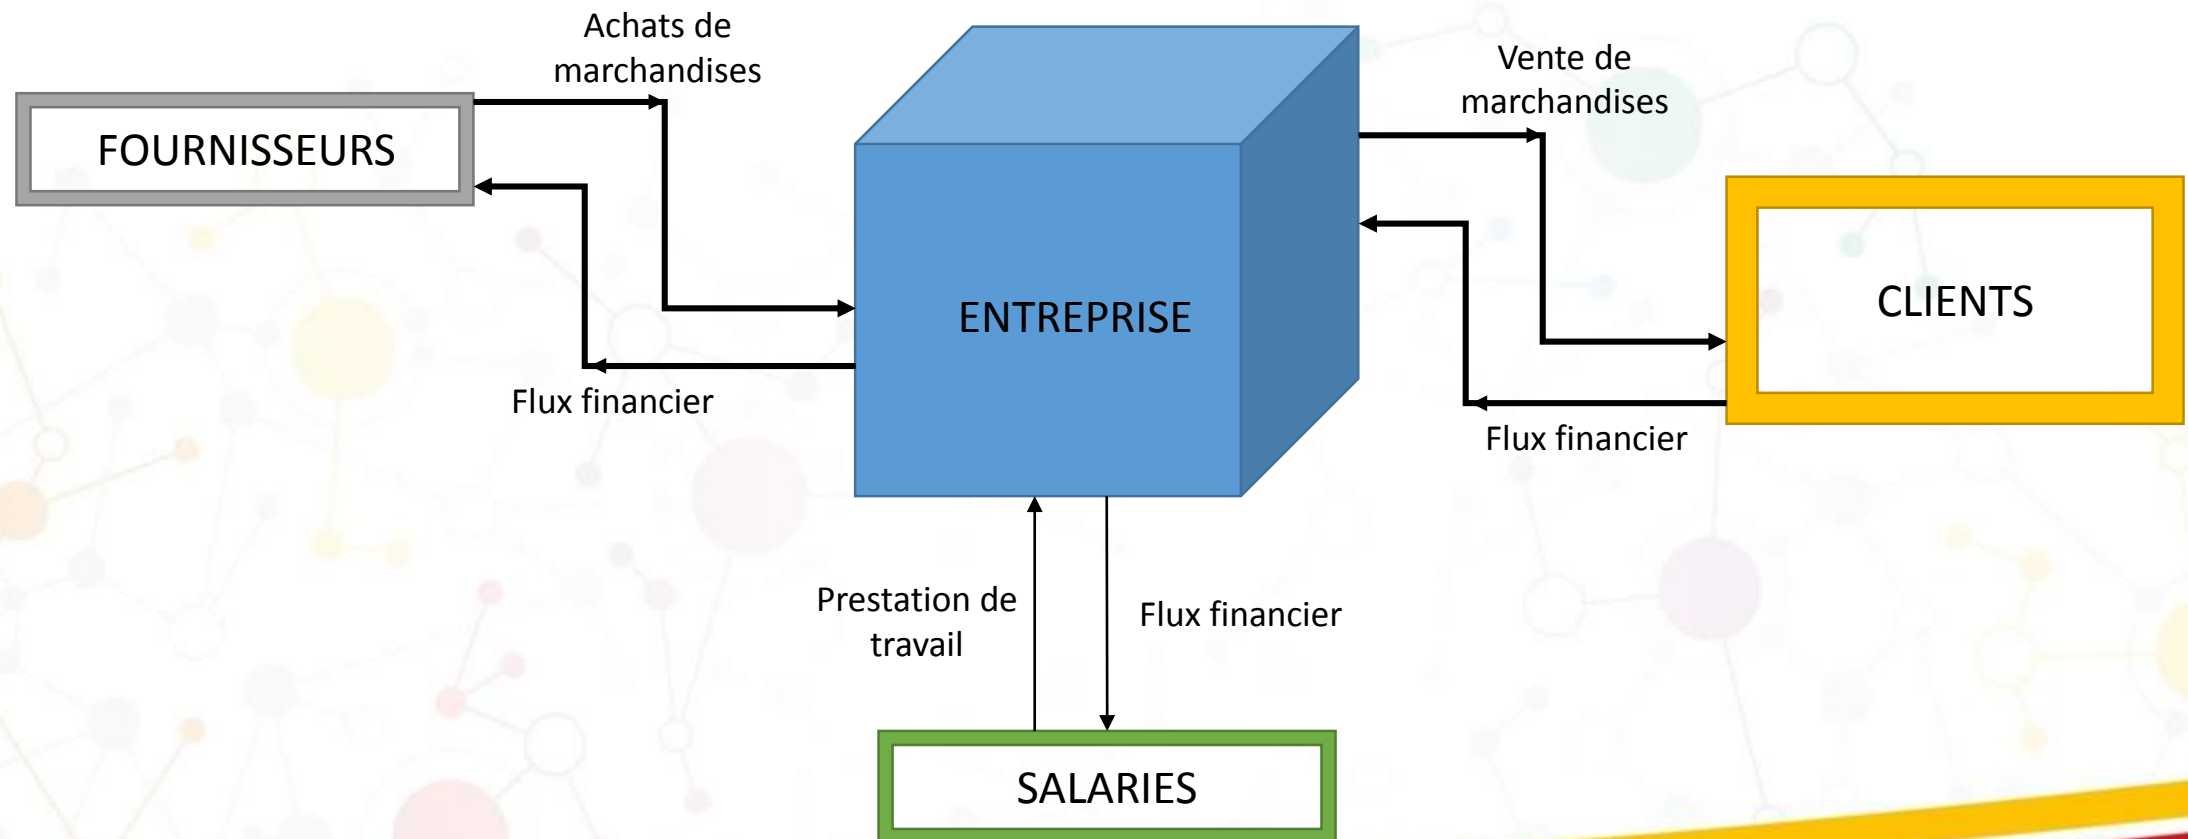 Achats de
marchandises
FOURNISSEURS
Flux financier
ENTREPRISE
Vente de
marchandises
CLIENTS
Flux financier
Prestation de
travail
Flux financier
SALARIES